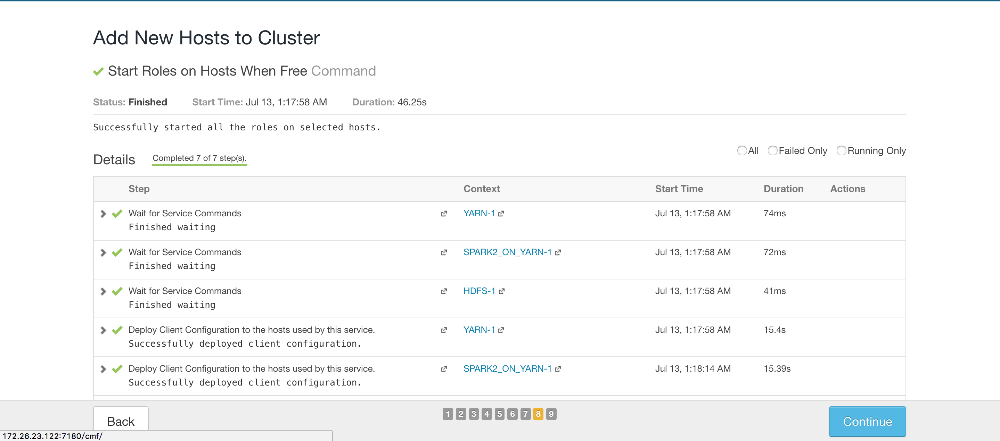 Add New Hosts to Cluster
Start Roles on Hosts When Free Command
Status: Finished Start Time: Jul 13, 1:17:58 AM Duration: 46.25s
Successfully started all the roles on selected hosts.
All Failed Only Running Only
Details Completed 7 of 7 step(s).
Step Context Start Time Duration Actions
Wait for Service Commands YARN-1 Jul 13, 1:17:58 AM 74ms
Finished waiting
Wait for Service Commands SPARK2_ON_YARN-1 Jul 13, 1:17:58 AM 72ms
Finished waiting
Wait for Service Commands HDFS-1 Jul 13, 1:17:58 AM 41ms
Finished waiting
Deploy Client Configuration to the hosts used by this service. YARN-1 Jul 13, 1:17:58 AM 15.4s
Successfully deployed client configuration.
Deploy Client Configuration to the hosts used by this service. SPARK2_ON_YARN-1 Jul 13, 1:18:14 AM 15.39s
Successfully deployed client configuration.
Back 1 2 3 4 5 6 7 8 9 Continue
172.26.23.122:7180/cmf/